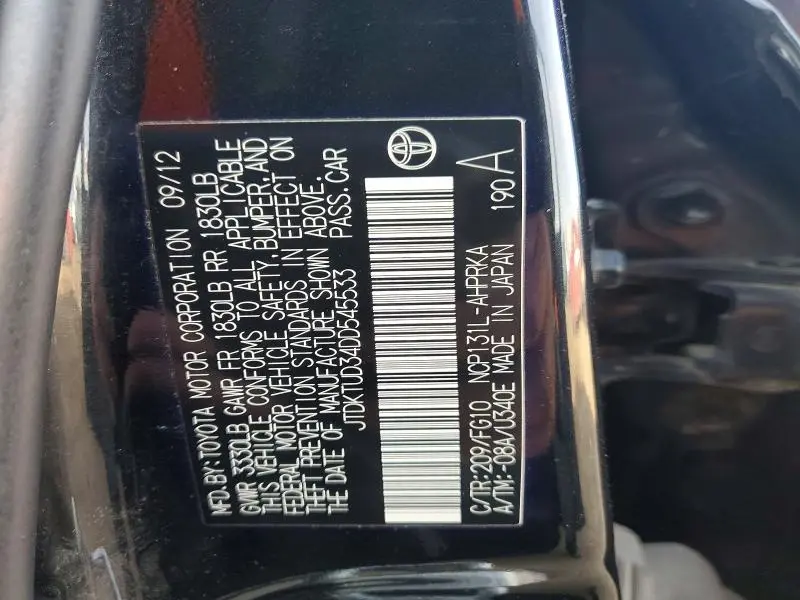 MFD.BY:TOYOTA MOTOR CORPORATION 09/12
GVWR 3330LB GAWR FR 1830LB RR 1830LB
THIS VEHICLE CONFORMS TO ALL APPLICABLE
FEDERAL MOTOR VEHICLE SAFETY,BUMPER,AND
THEFT PREVENTION STANDARDS IN EFFECT ON
THE DATE OF MANUFACTURE SHOWN ABOVE.
JTDKTUD34DD545533 PASS.CAR
C/TR:209/FG10 NCP131L-AHPRKA
A/TM:-08A/U340E MADE IN JAPAN 190 A